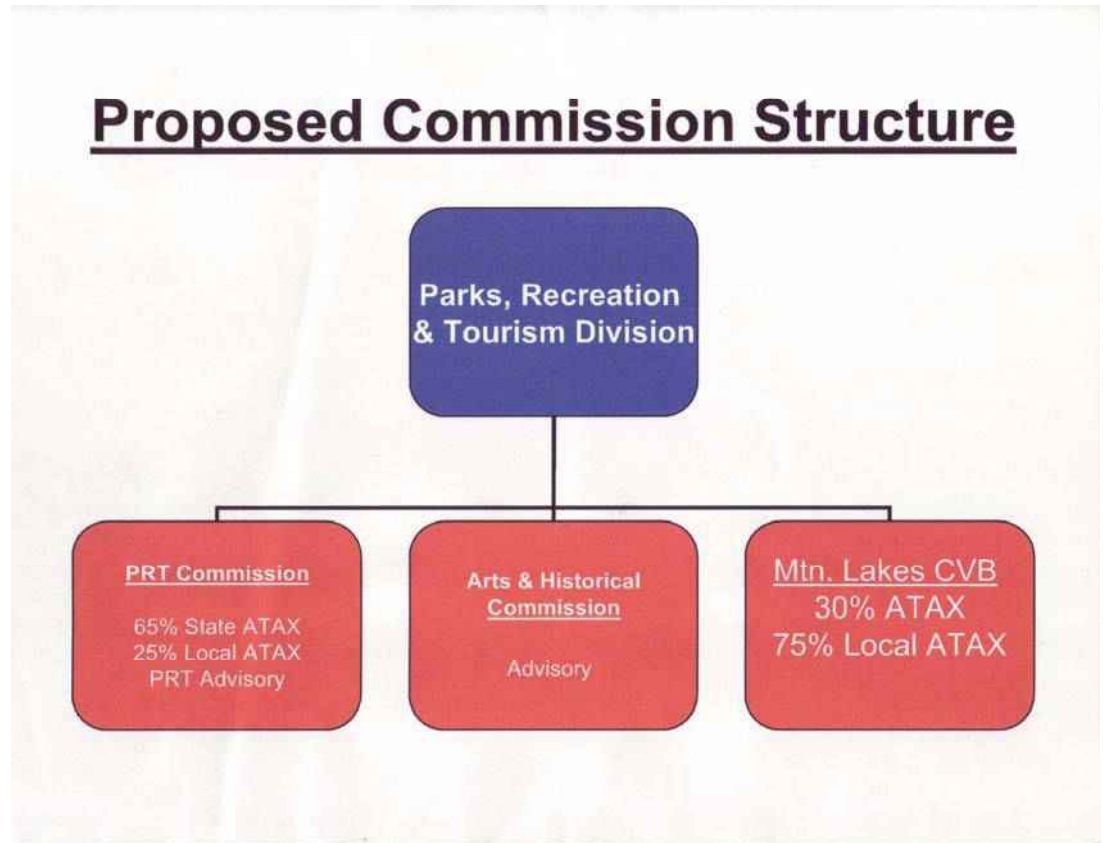 Proposed Commission Structure
Parks, Recreation
& Tourism Division
PRT Commission
65% State ATAX
25% Local ATAX
PRT Advisory
Arts & Historical
Commission
Advisory
Mtn. Lakes CVB
30% ATAX
75% Local ATAX